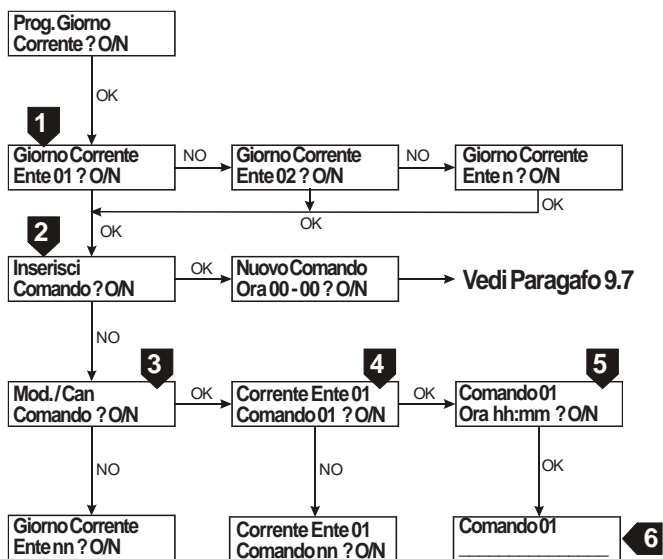 Prog. Giorno
Corrente ? O/N
OK
1
Giorno Corrente
Ente 01 ? O/N
NO
Giorno Corrente
Ente 02 ? O/N
NO
Giorno Corrente
Ente n ? O/N
OK
OK
OK
2
Inserisci
Comando ? O/N
OK
Nuovo Comando
Ora 00 - 00 ? O/N
Vedi Paragafo 9.7
NO
3
Mod. / Can
Comando ? O/N
OK
4
Corrente Ente 01
Comando 01 ? O/N
OK
5
Comando 01
Ora hh:mm ? O/N
NO
NO
OK
Giorno Corrente
Ente nn ? O/N
Corrente Ente 01
Comando nn ? O/N
Comando 01
6